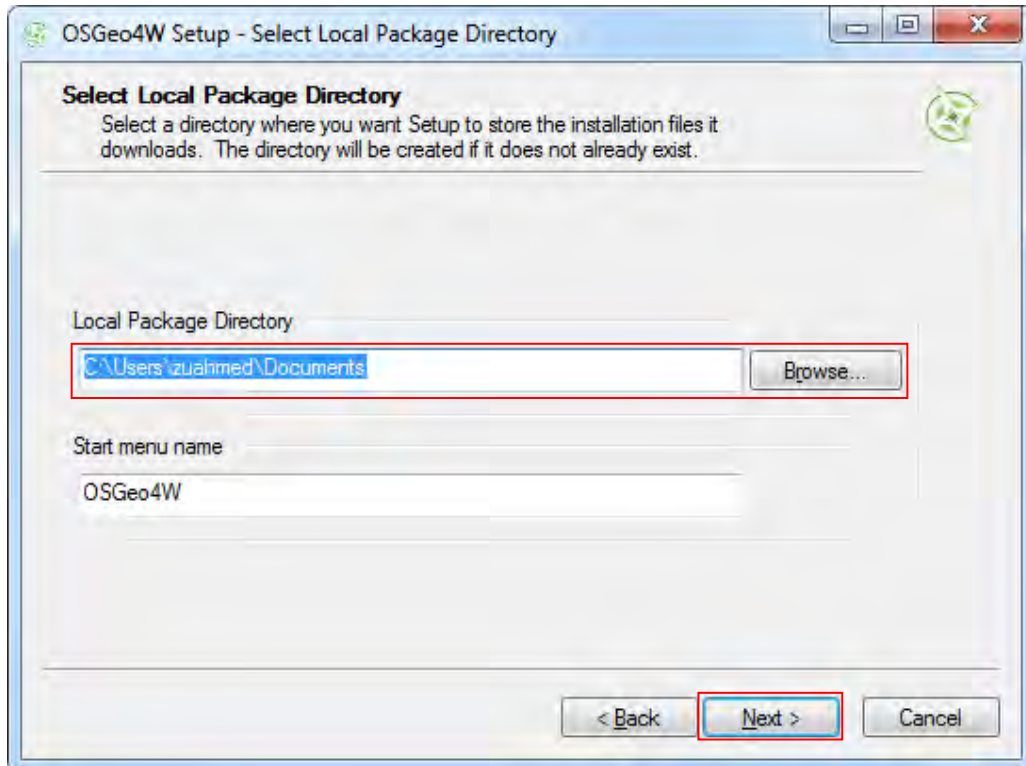 OSGeo4W Setup - Select Local Package Directory
Select Local Package Directory
Select a directory where you want Setup to store the installation files it
downloads. The directory will be created if it does not already exist.
Local Package Directory
C:\Users\zuahmed\Documents
Browse...
Start menu name
OSGeo4W
< Back
Next >
Cancel